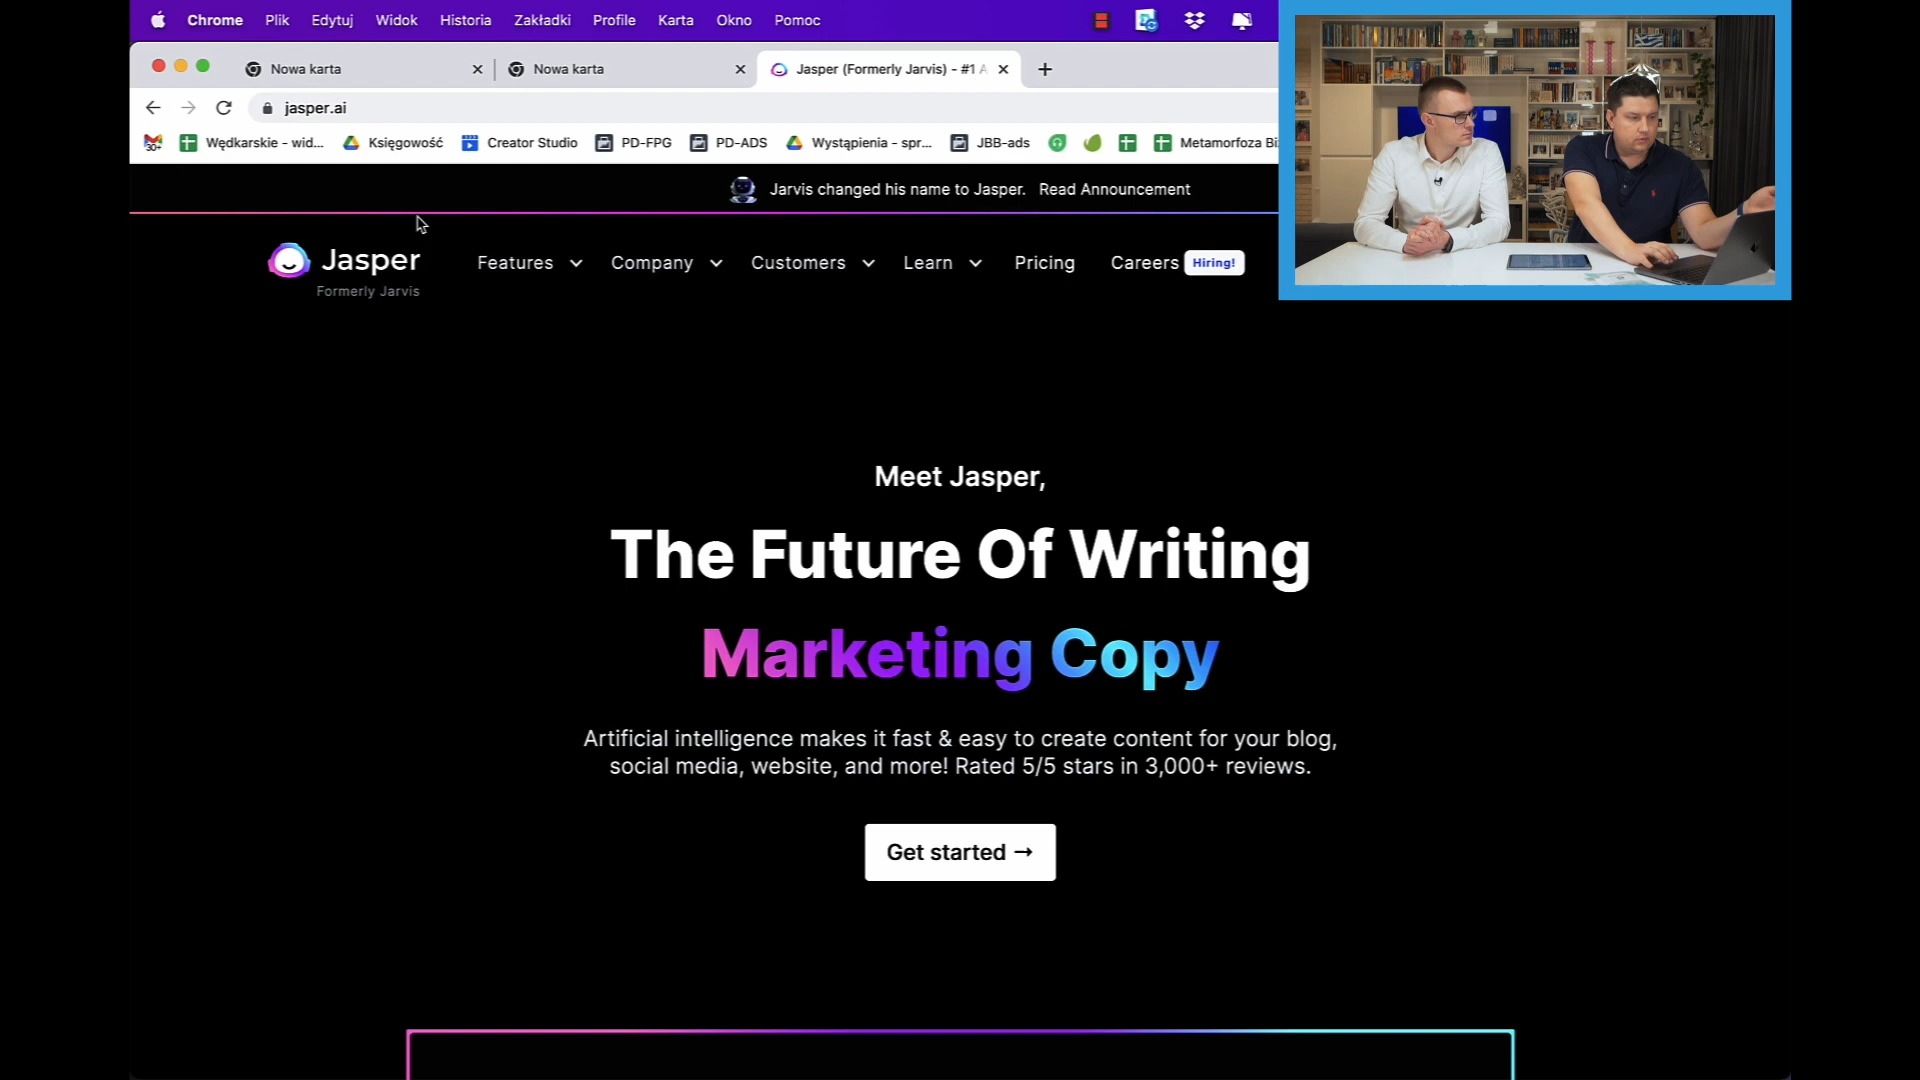 Chrome Plik Edytuj Widok Historia Zakładki Profile Karta Okno Pomoc
Nowa karta Nowa karta Jasper (Formerly Jarvis) - #1 A
jasper.ai
30+ Wędkarskie - wid... Księgowość Creator Studio PD-FPG PD-ADS Wystąpienia - spr... JBB-ads Metamorfoza Bi
Jarvis changed his name to Jasper. Read Announcement
Jasper
Formerly Jarvis
Features Company Customers Learn Pricing Careers Hiring!
Meet Jasper,
The Future Of Writing
Marketing Copy
Artificial intelligence makes it fast & easy to create content for your blog,
social media, website, and more! Rated 5/5 stars in 3,000+ reviews.
Get started →